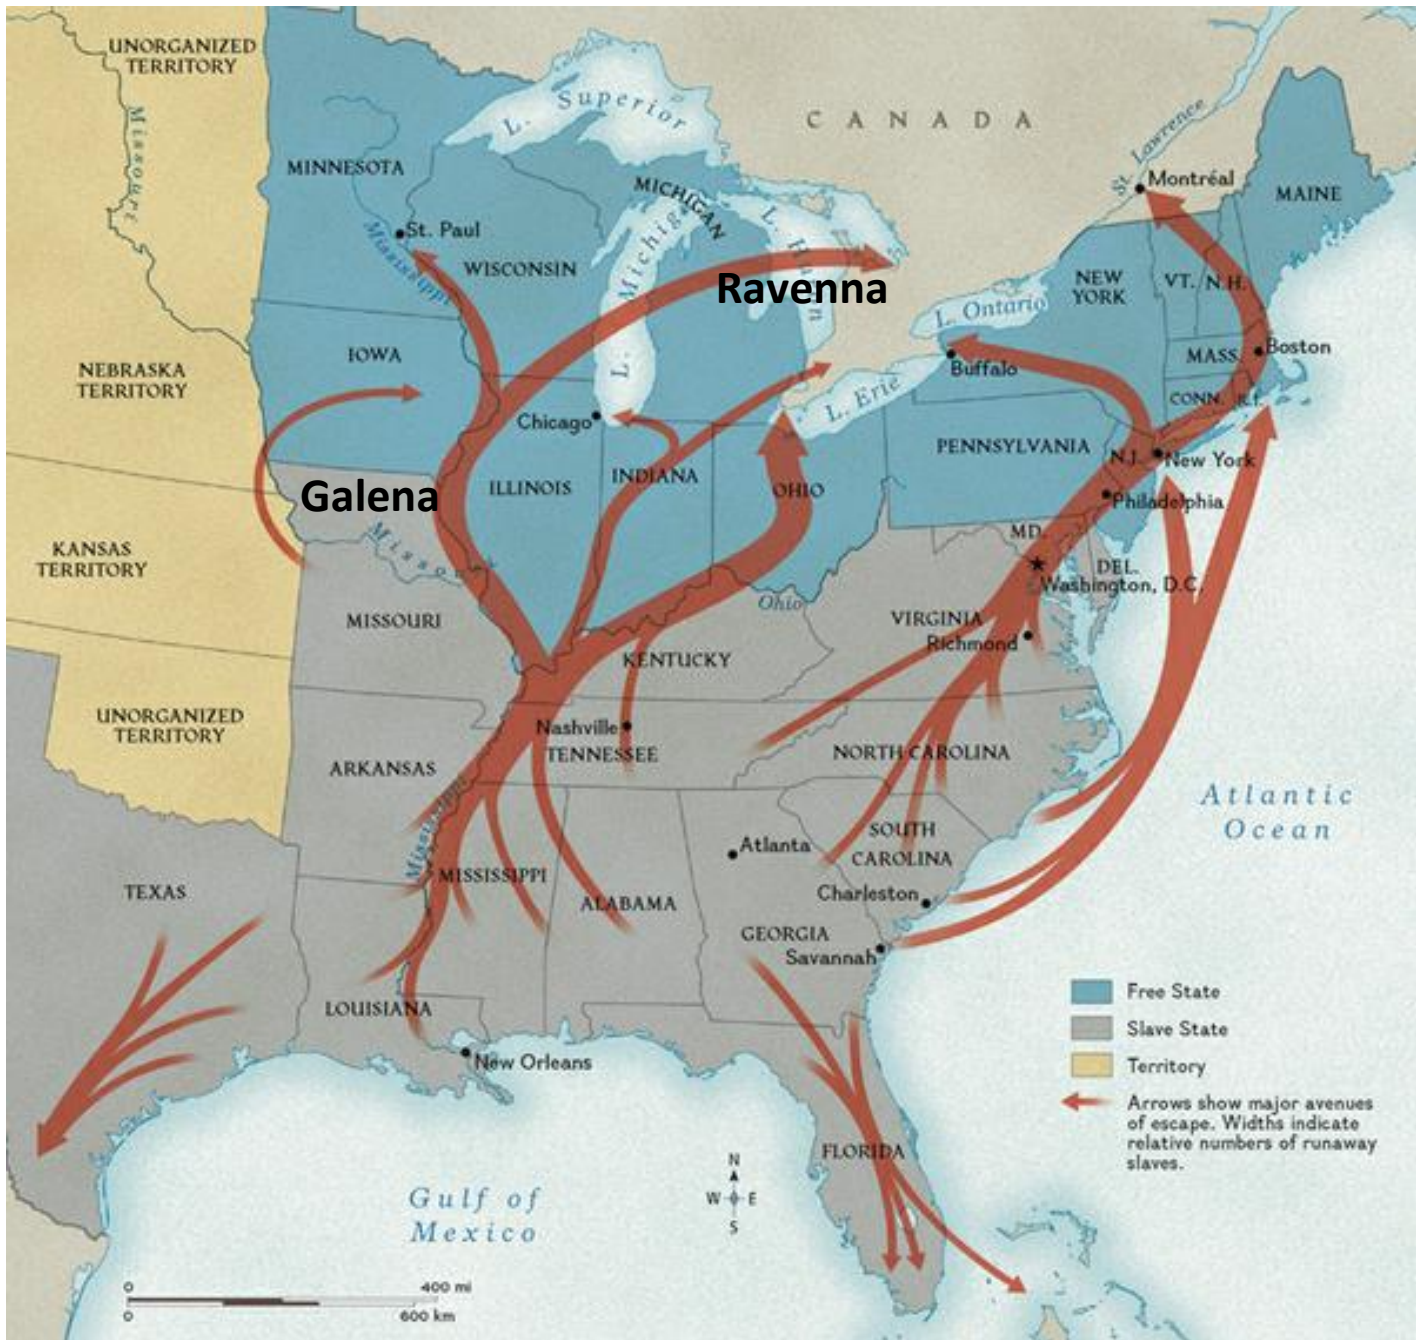 UNORGANIZED
TERRITORY
Missouri
L. Superior
CANADA
St. Lawrence
Montréal
MAINE
MINNESOTA
MICHIGAN
St. Paul
Mississippi
WISCONSIN
L. Michigan
L. Huron
Ravenna
NEW
YORK
VT.
N.H.
L. Ontario
IOWA
Buffalo
MASS.
Boston
NEBRASKA
TERRITORY
L. Erie
CONN.
R.I.
Chicago
PENNSYLVANIA
N.J.
New York
Galena
ILLINOIS
INDIANA
OHIO
Philadelphia
Missouri
MD.
KANSAS
TERRITORY
DEL.
Washington, D.C.
Ohio
MISSOURI
VIRGINIA
Richmond
KENTUCKY
UNORGANIZED
TERRITORY
Nashville
TENNESSEE
NORTH CAROLINA
ARKANSAS
Mississippi
Atlantic
Ocean
Atlanta
SOUTH
CAROLINA
TEXAS
MISSISSIPPI
ALABAMA
Charleston
GEORGIA
Savannah
LOUISIANA
New Orleans
Free State
Slave State
Territory
Arrows show major avenues
of escape. Widths indicate
relative numbers of runaway
slaves.
FLORIDA
Gulf of
Mexico
N
W E
S
0 400 mi
0 600 km